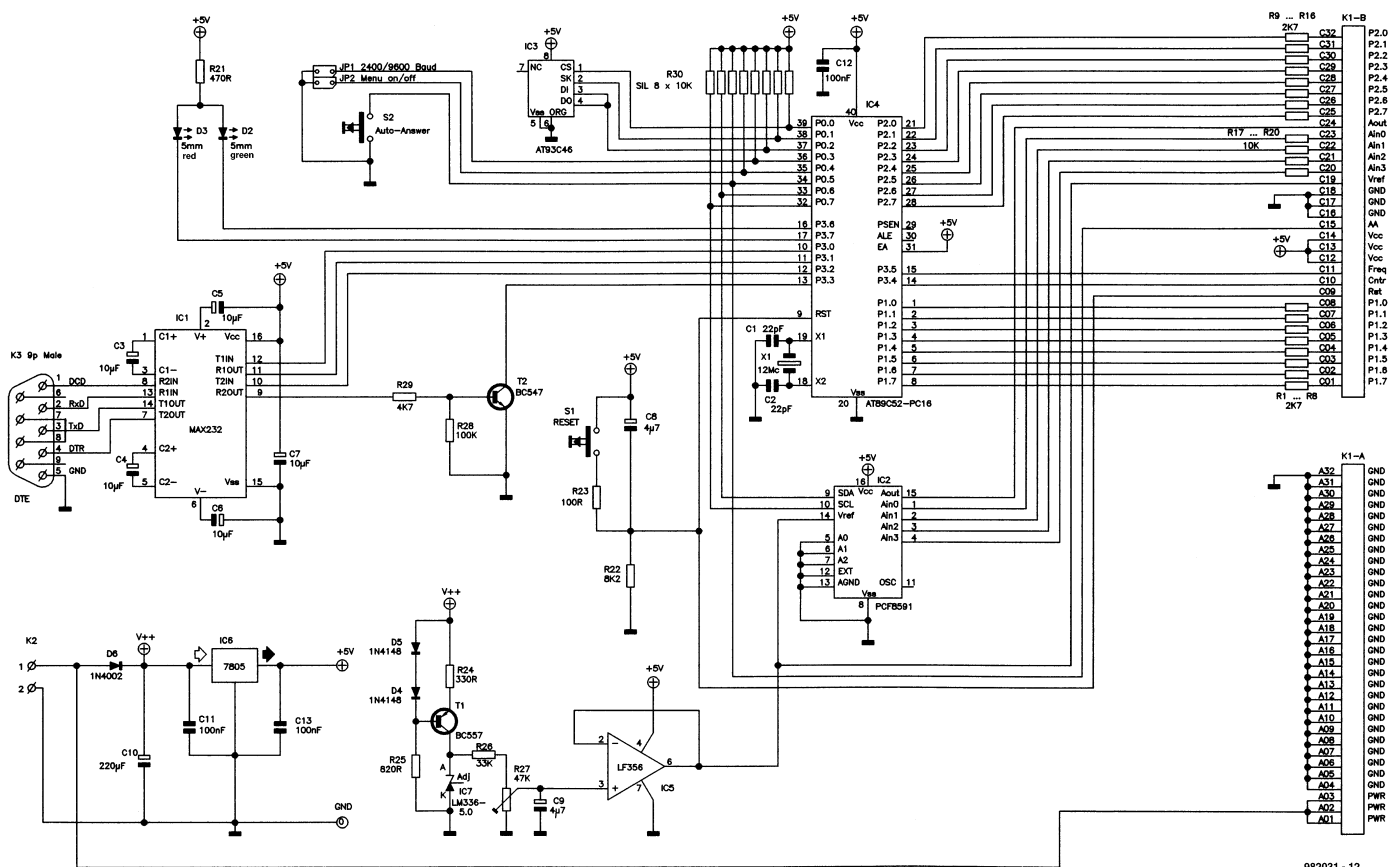 +5V
R21
470R
D3
5mm
red
D2
5mm
green
JP1 2400/9600 Baud
JP2 Menu on/off
S2
Auto-Answer
+5V
IC3
8
7 NC CS 1
SK 2
DI 3
DO 4
Vss ORG
5 6
AT93C46
R30
SIL 8 x 10K
+5V
+5V
C12
100nF
IC4
40
Vcc
39 P0.0 P2.0 21
38 P0.1 P2.1 22
37 P0.2 P2.2 23
36 P0.3 P2.3 24
35 P0.4 P2.4 25
34 P0.5 P2.5 26
33 P0.6 P2.6 27
32 P0.7 P2.7 28
16 P3.6 PSEN 29
17 P3.7 ALE 30
10 P3.0 EA 31
+5V
11 P3.1
12 P3.2 P3.5 15
13 P3.3 P3.4 14
9 RST P1.0 1
P1.1 2
P1.2 3
19 X1 P1.3 4
P1.4 5
P1.5 6
P1.6 7
18 X2 P1.7 8
Vss
20
AT89C52-PC16
C1 22pF
X1
12Mc
C2
22pF
R9 ... R16
2K7
R17 ... R20
10K
+5V
R1 ... R8
2K7
K1-B
C32 P2.0
C31 P2.1
C30 P2.2
C29 P2.3
C28 P2.4
C27 P2.5
C26 P2.6
C25 P2.7
C24 Aout
C23 Ain0
C22 Ain1
C21 Ain2
C20 Ain3
C19 Vref
C18 GND
C17 GND
C16 GND
C15 AA
C14 Vcc
C13 Vcc
C12 Vcc
C11 Freq
C10 Cntr
C09 Rst
C08 P1.0
C07 P1.1
C06 P1.2
C05 P1.3
C04 P1.4
C03 P1.5
C02 P1.6
C01 P1.7
K3 9p Male
1 DCD
6
2 RxD
7
3 TxD
8
4 DTR
9
5 GND
DTE
+5V
C5
10µF
IC1
2
V+
1 C1+ Vcc 16
C3
10µF
3 C1-
8 R2IN
13 R1IN
14 T1OUT
7 T2OUT
T1IN 12
R1OUT 11
T2IN 10
R2OUT 9
MAX232
4 C2+
C4
10µF
5 C2-
Vss 15
V-
6
C6
10µF
C7
10µF
R29
4K7
R28
100K
T2
BC547
S1
RESET
+5V
C8
4µ7
R23
100R
R22
8K2
+5V
16
Vcc
IC2
9 SDA Aout 15
10 SCL Ain0 1
14 Vref Ain1 2
Ain2 3
5 A0 Ain3 4
6 A1
7 A2
12 EXT
13 AGND OSC 11
Vss
8
PCF8591
K1-A
A32 GND
A31 GND
A30 GND
A29 GND
A28 GND
A27 GND
A26 GND
A25 GND
A24 GND
A23 GND
A22 GND
A21 GND
A20 GND
A19 GND
A18 GND
A17 GND
A16 GND
A15 GND
A14 GND
A13 GND
A12 GND
A11 GND
A10 GND
A09 GND
A08 GND
A07 GND
A06 GND
A05 GND
A04 GND
A03 PWR
A02 PWR
A01 PWR
K2
1
2
D6
1N4002
V++
IC6
7805
+5V
C11
100nF
C13
100nF
C10
220µF
GND
0
V++
D5
1N4148
D4
1N4148
R24
330R
T1
BC557
R25
820R
R26
33K
A
Adj
IC7
K
LM336-
5.0
R27
47K
C9
4µ7
+5V
2
4
LF356
6
3
7
IC5
982031 - 12